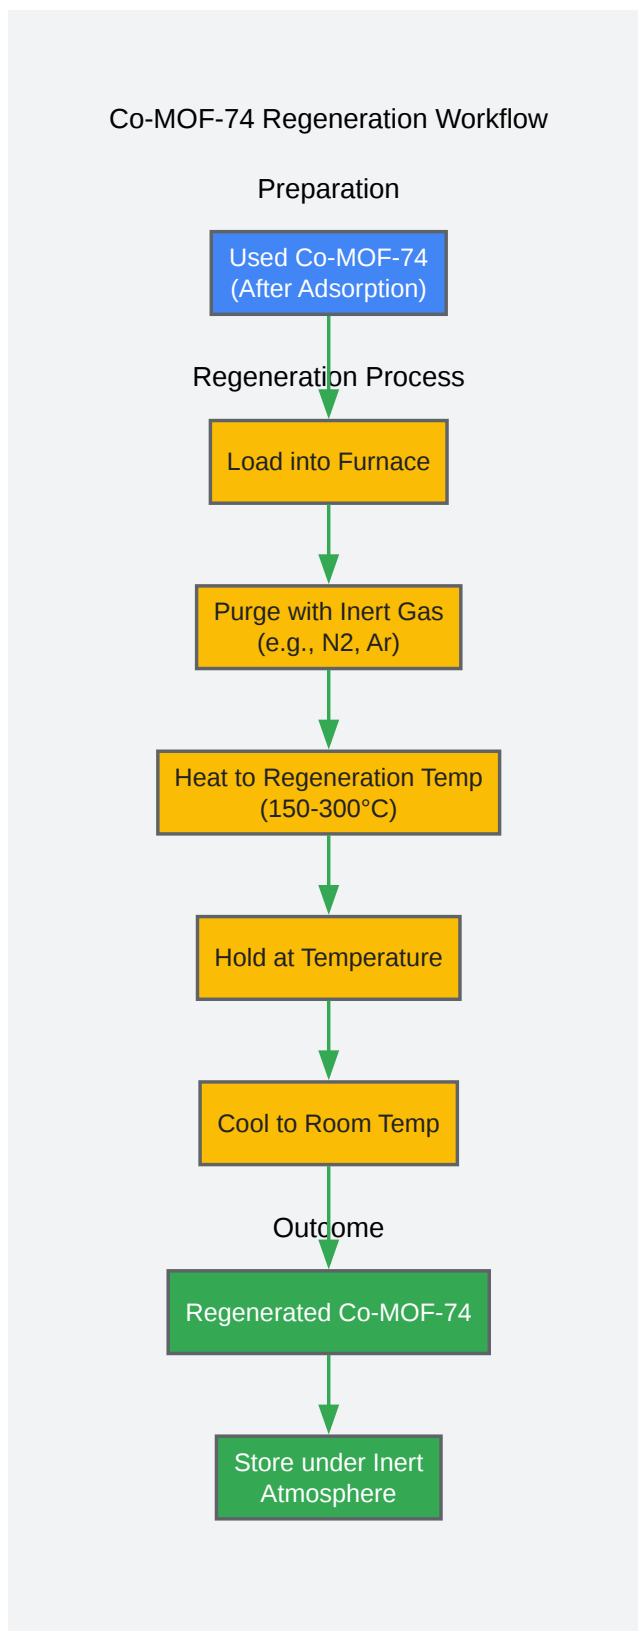 Co-MOF-74 Regeneration Workflow
Preparation
Used Co-MOF-74
(After Adsorption)
Regeneration Process
Load into Furnace
Purge with Inert Gas
(e.g., N2, Ar)
Heat to Regeneration Temp
(150-300°C)
Hold at Temperature
Cool to Room Temp
Outcome
Regenerated Co-MOF-74
Store under Inert
Atmosphere